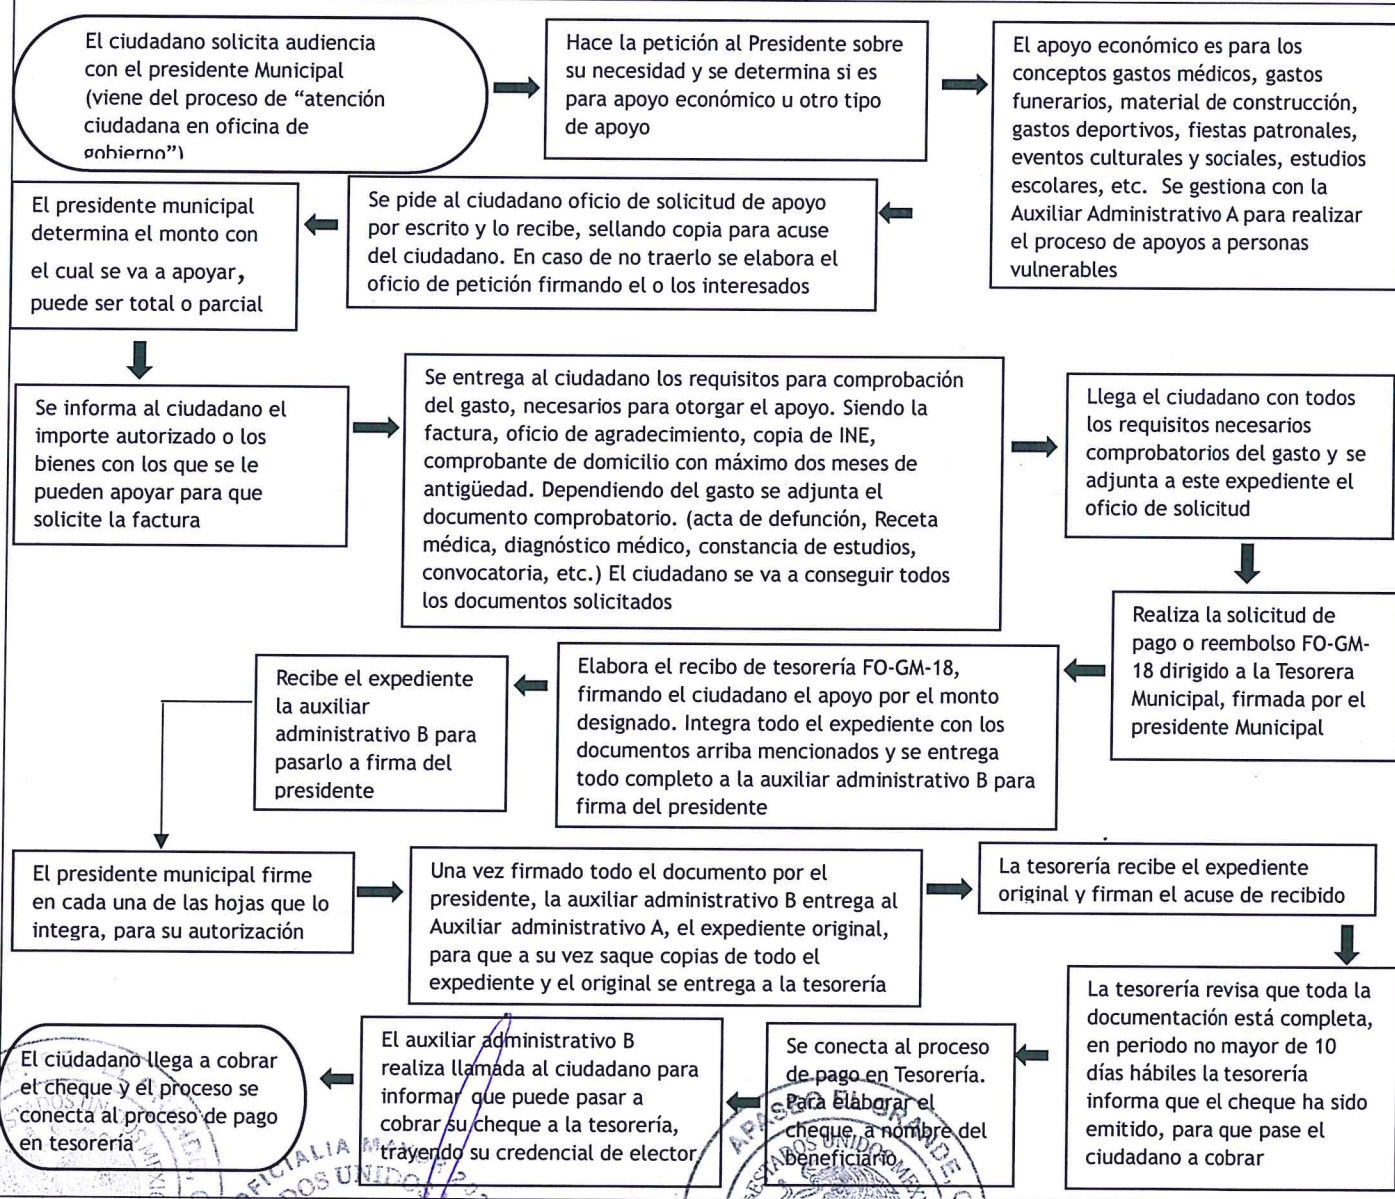 El ciudadano solicita audiencia
con el presidente Municipal
(viene del proceso de “atención
ciudadana en oficina de
gobierno”)
Hace la petición al Presidente sobre
su necesidad y se determina si es
para apoyo económico u otro tipo
de apoyo
El apoyo económico es para los
conceptos gastos médicos, gastos
funerarios, material de construcción,
gastos deportivos, fiestas patronales,
eventos culturales y sociales, estudios
escolares, etc. Se gestiona con la
Auxiliar Administrativo A para realizar
el proceso de apoyos a personas
vulnerables
Se pide al ciudadano oficio de solicitud de apoyo
por escrito y lo recibe, sellando copia para acuse
del ciudadano. En caso de no traerlo se elabora el
oficio de petición firmando el o los interesados
El presidente municipal
determina el monto con
el cual se va a apoyar,
puede ser total o parcial
Se informa al ciudadano el
importe autorizado o los
bienes con los que se le
pueden apoyar para que
solicite la factura
Se entrega al ciudadano los requisitos para comprobación
del gasto, necesarios para otorgar el apoyo. Siendo la
factura, oficio de agradecimiento, copia de INE,
comprobante de domicilio con máximo dos meses de
antigüedad. Dependiendo del gasto se adjunta el
documento comprobatorio. (acta de defunción, Receta
médica, diagnóstico médico, constancia de estudios,
convocatoria, etc.) El ciudadano se va a conseguir todos
los documentos solicitados
Llega el ciudadano con todos
los requisitos necesarios
comprobatorios del gasto y se
adjunta a este expediente el
oficio de solicitud
Realiza la solicitud de
pago o reembolso FO-GM-
18 dirigido a la Tesorera
Municipal, firmada por el
presidente Municipal
Elabora el recibo de tesorería FO-GM-18,
firmando el ciudadano el apoyo por el monto
designado. Integra todo el expediente con los
documentos arriba mencionados y se entrega
todo completo a la auxiliar administrativo B para
firma del presidente
Recibe el expediente
la auxiliar
administrativo B para
pasarlo a firma del
presidente
El presidente municipal firme
en cada una de las hojas que lo
integra, para su autorización
Una vez firmado todo el documento por el
presidente, la auxiliar administrativo B entrega al
Auxiliar administrativo A, el expediente original,
para que a su vez saque copias de todo el
expediente y el original se entrega a la tesorería
La tesorería recibe el expediente
original y firman el acuse de recibido
La tesorería revisa que toda la
documentación está completa,
en periodo no mayor de 10
días hábiles la tesorería
informa que el cheque ha sido
emitido, para que pase el
ciudadano a cobrar
Se conecta al proceso
de pago en Tesorería.
Para elaborar el
cheque, a nombre del
beneficiario
El auxiliar administrativo B
realiza llamada al ciudadano para
informar que puede pasar a
cobrar su cheque a la tesorería,
trayendo su credencial de elector
El ciudadano llega a cobrar
el cheque y el proceso se
conecta al proceso de pago
en tesorería
APASEO EL GRANDE,
ESTADOS UNIDOS MEXI
OFICIALIA
DOS UNIDO